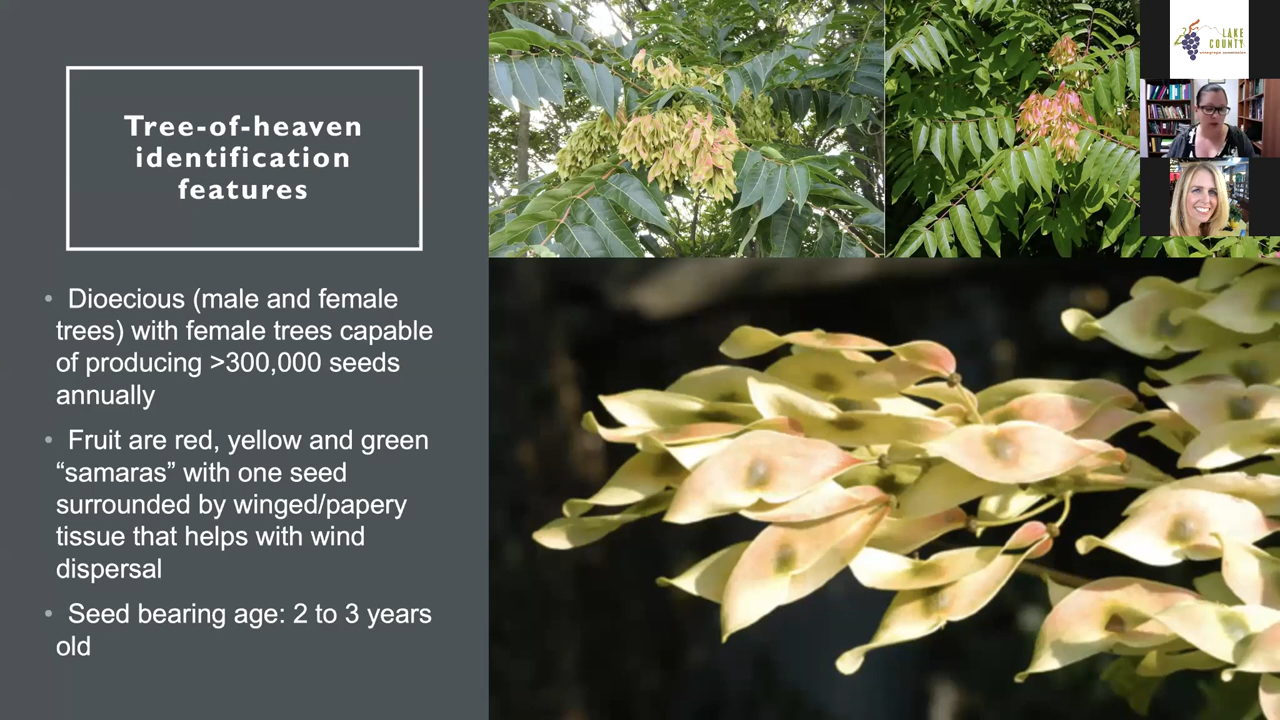 Tree-of-heaven
identification
features
• Dioecious (male and female
trees) with female trees capable
of producing >300,000 seeds
annually
• Fruit are red, yellow and green
“samaras” with one seed
surrounded by winged/papery
tissue that helps with wind
dispersal
• Seed bearing age: 2 to 3 years
old
LAKE
COUNTY
winegrape commission